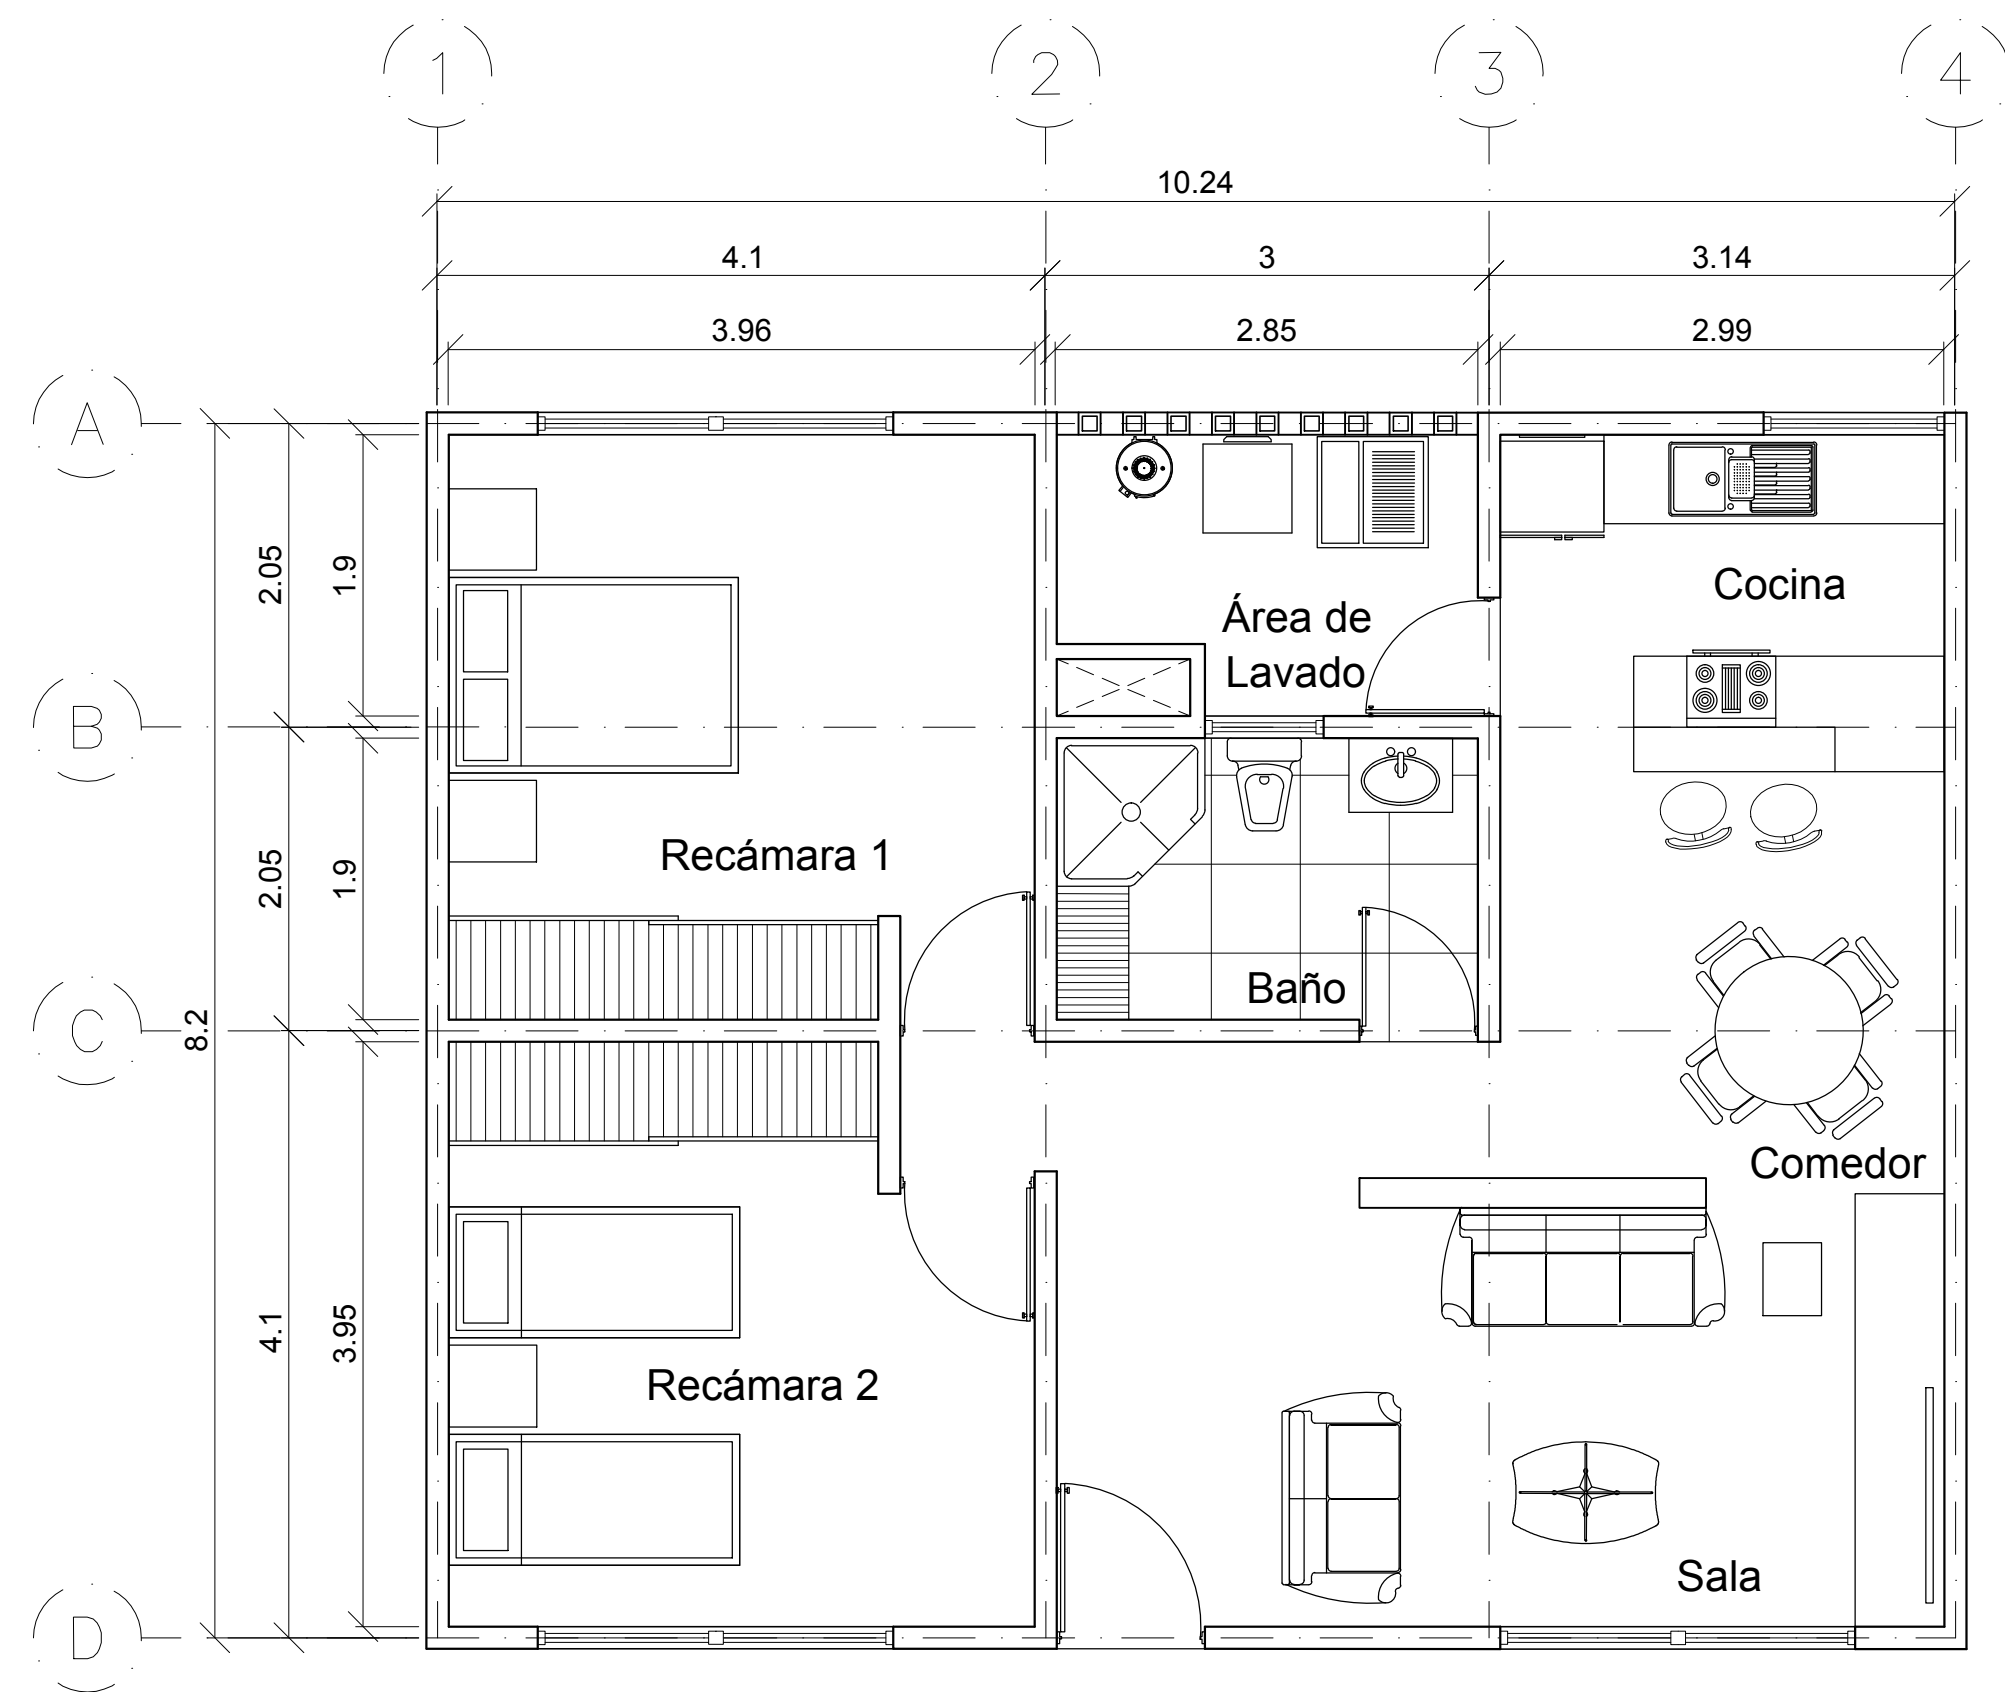 1
2
3
4
10.24
4.1
3
3.14
3.96
2.85
2.99
A
B
C
D
8.2
2.05
2.05
4.1
1.9
1.9
3.95
Cocina
Área de
Lavado
Recámara 1
Baño
Comedor
Recámara 2
Sala